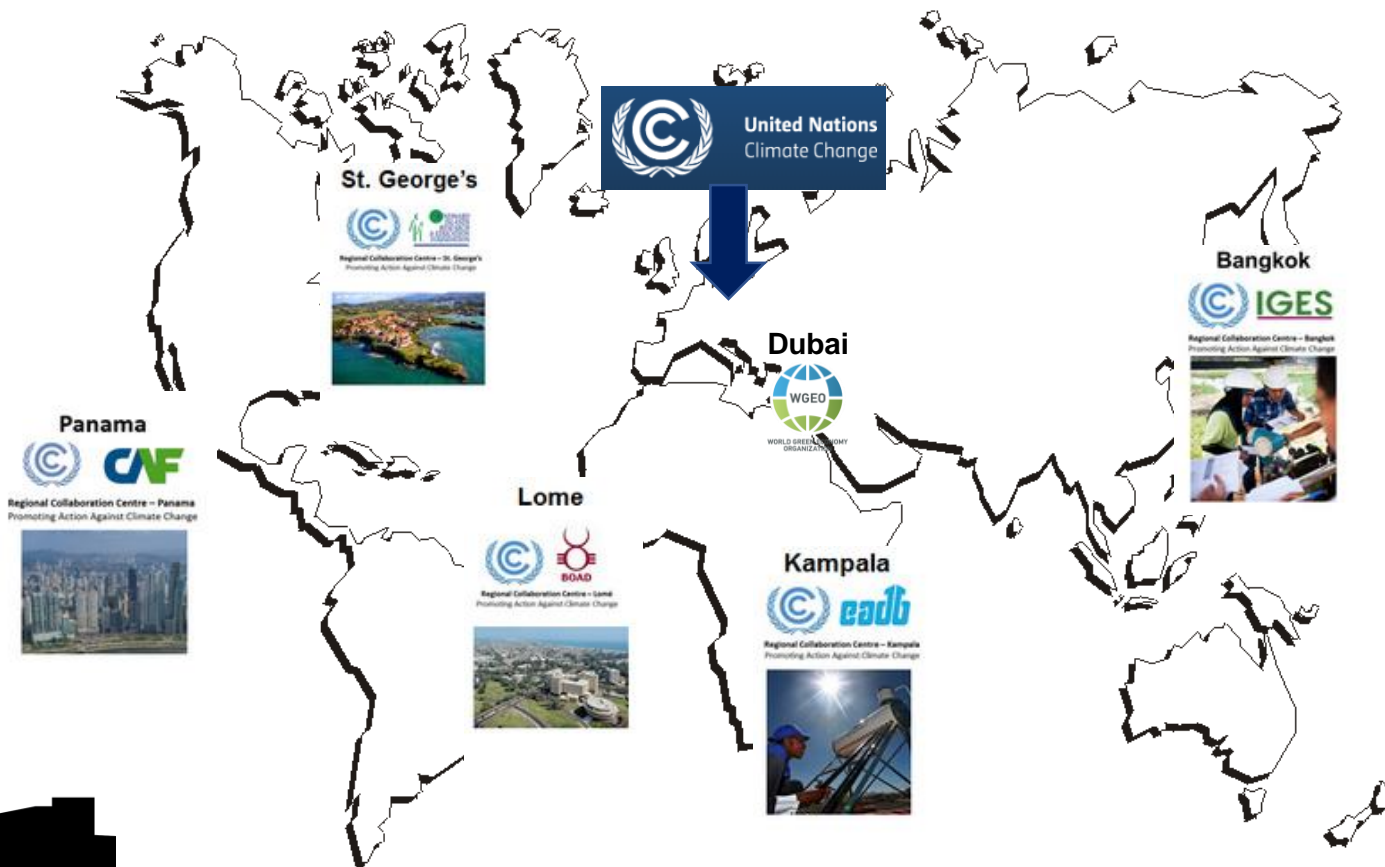 United Nations
Climate Change
St. George's
Regional Collaboration Centre – St. George's
Promoting Action Against Climate Change
Bangkok
IGES
Regional Collaboration Centre – Bangkok
Promoting Action Against Climate Change
Dubai
WGEO
WORLD GREEN ECONOMY
ORGANIZATION
Panama
CAF
Regional Collaboration Centre – Panama
Promoting Action Against Climate Change
Lome
BOAD
Regional Collaboration Centre – Lomé
Promoting Action Against Climate Change
Kampala
eadb
Regional Collaboration Centre – Kampala
Promoting Action Against Climate Change